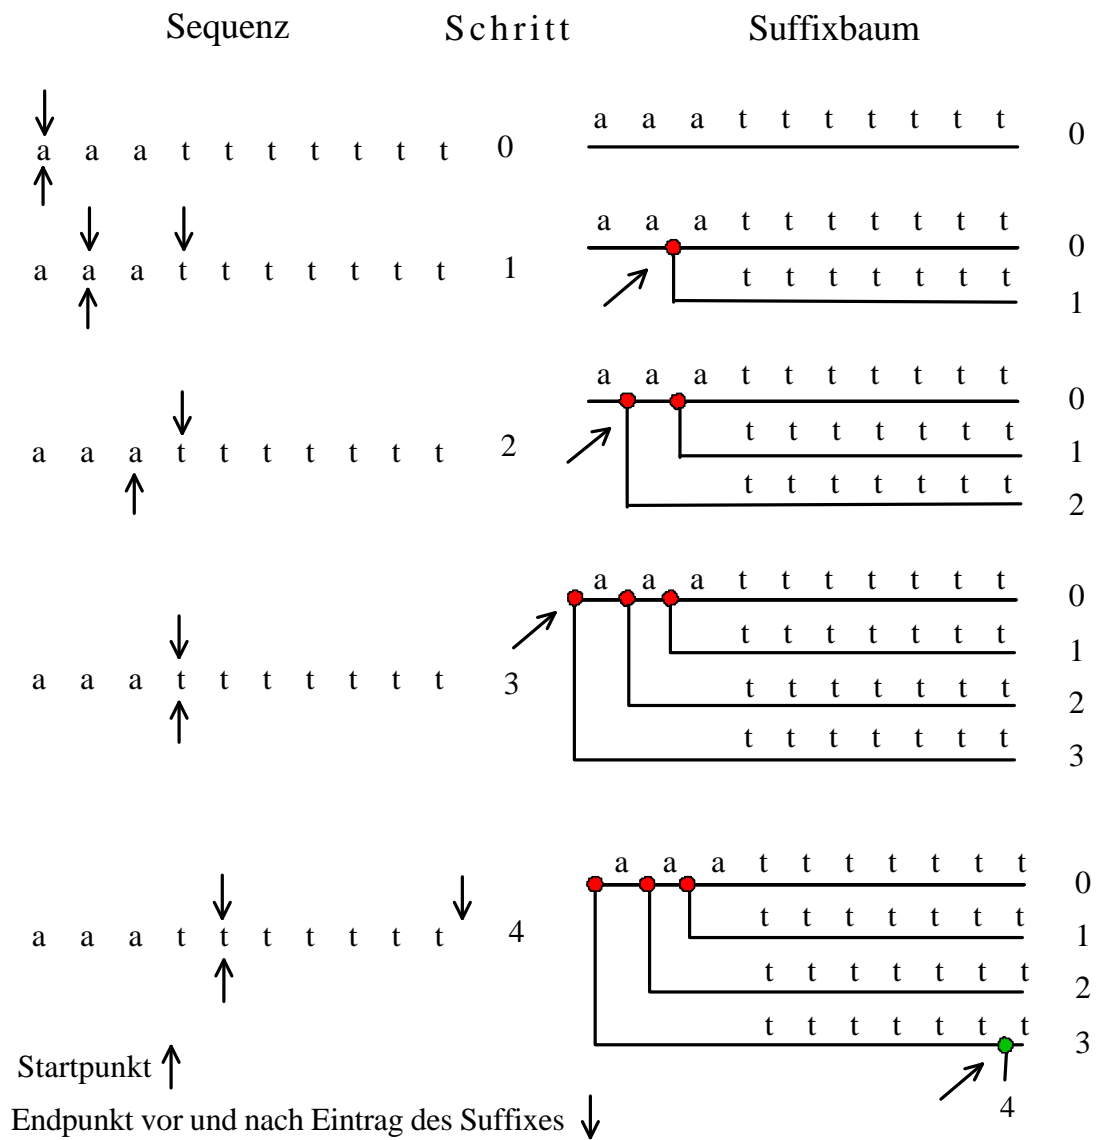 Sequenz Schritt Suffixbaum
a a a t t t t t t t 0
a a a t t t t t t t 0
a a a t t t t t t t 1
a a a t t t t t t t 0
t t t t t t t 1
a a a t t t t t t t 2
a a a t t t t t t t 0
t t t t t t t 1
t t t t t t t 2
a a a t t t t t t t 3
a a a t t t t t t t 0
t t t t t t t 1
t t t t t t t 2
t t t t t t t 3
a a a t t t t t t t 4
a a a t t t t t t t 0
t t t t t t t 1
t t t t t t t 2
t t t t t t t 3
4
Startpunkt
Endpunkt vor und nach Eintrag des Suffixes